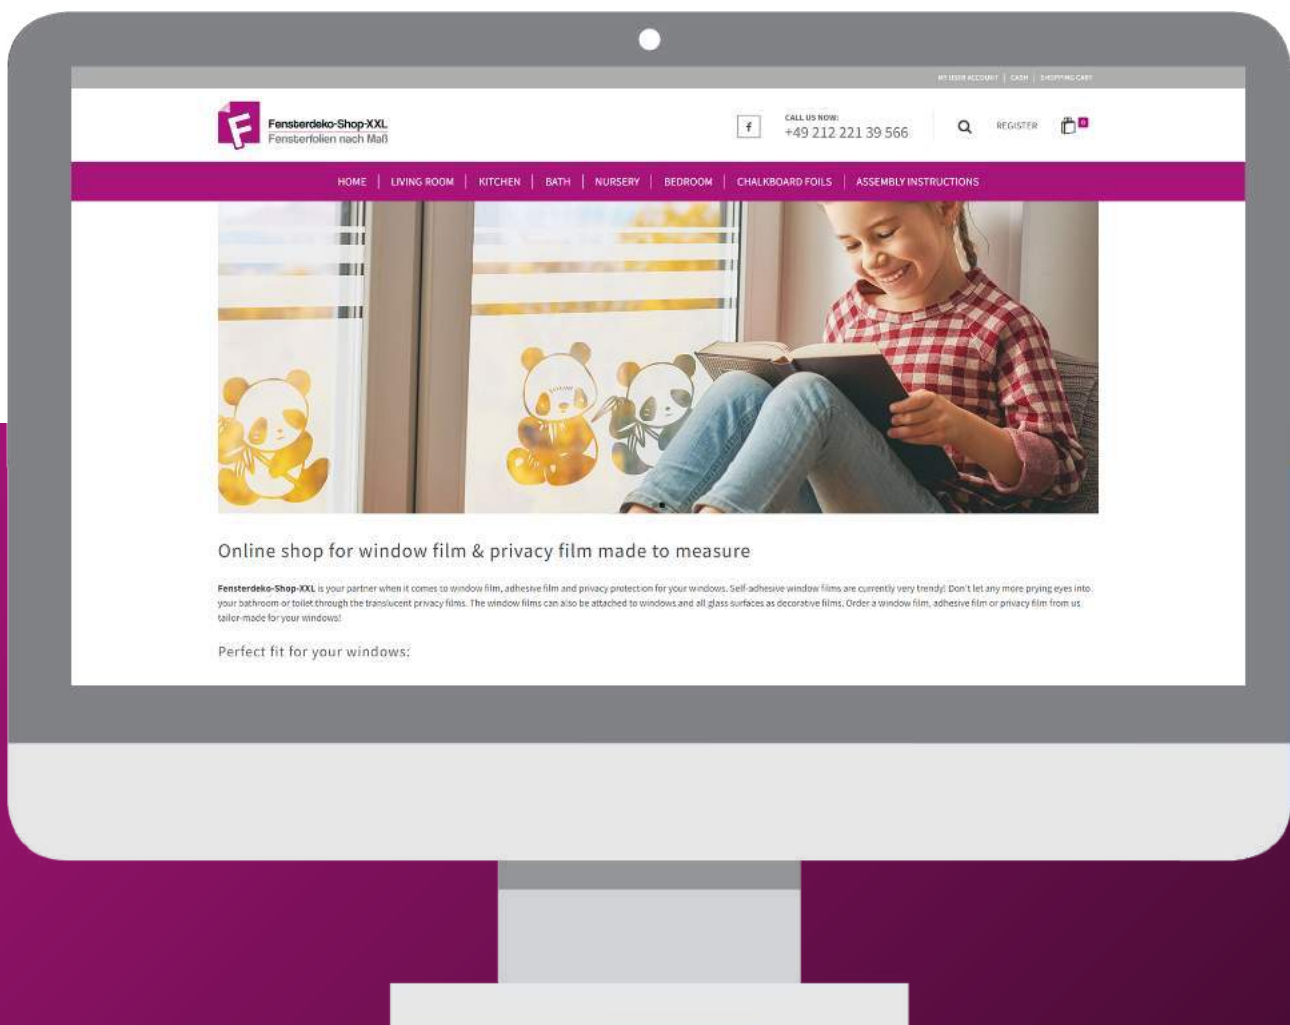 MY USER ACCOUNT | CASH | SHOPPING CART
Fensterdeko-Shop-XXL
Fensterfolien nach Maß
f
CALL US NOW:
+49 212 221 39 566
REGISTER
0
HOME | LIVING ROOM | KITCHEN | BATH | NURSERY | BEDROOM | CHALKBOARD FOILS | ASSEMBLY INSTRUCTIONS
Online shop for window film & privacy film made to measure
Fensterdeko-Shop-XXL is your partner when it comes to window film, adhesive film and privacy protection for your windows. Self-adhesive window films are currently very trendy! Don't let any more prying eyes into
your bathroom or toilet through the translucent privacy films. The window films can also be attached to windows and all glass surfaces as decorative films. Order a window film, adhesive film or privacy film from us
tailor-made for your windows!
Perfect fit for your windows: